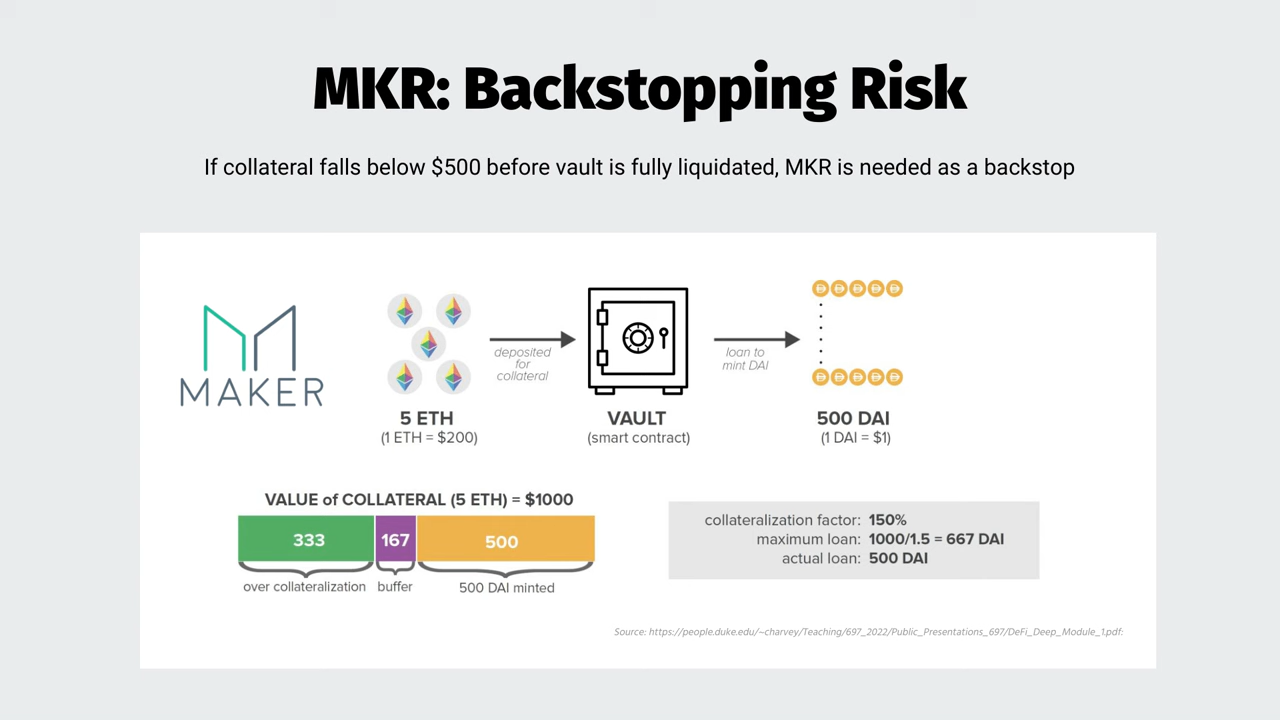 MKR: Backstopping Risk
If collateral falls below $500 before vault is fully liquidated, MKR is needed as a backstop
MAKER
5 ETH
(1 ETH = $200)
deposited
for
collateral
VAULT
(smart contract)
loan to
mint DAI
500 DAI
(1 DAI = $1)
VALUE of COLLATERAL (5 ETH) = $1000
333
167
500
over collateralization
buffer
500 DAI minted
collateralization factor: 150%
maximum loan: 1000/1.5 = 667 DAI
actual loan: 500 DAI
Source: https://people.duke.edu/~charvey/Teaching/697_2022/Public_Presentations_697/DeFi_Deep_Module_1.pdf: